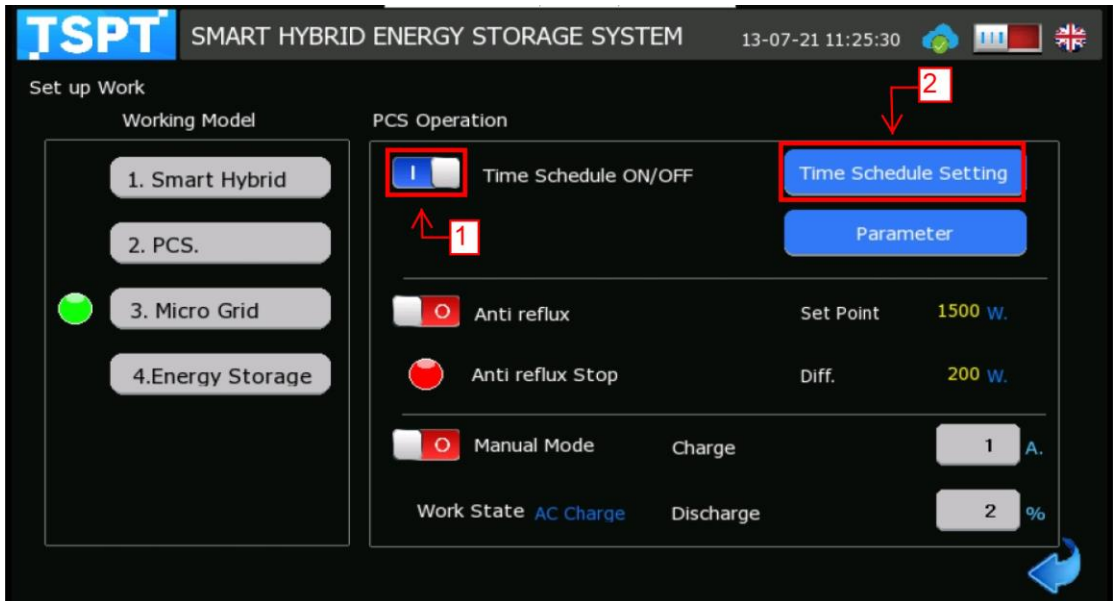 TSPT SMART HYBRID ENERGY STORAGE SYSTEM 13-07-21 11:25:30
Set up Work
2
Working Model
PCS Operation
1. Smart Hybrid
2. PCS.
3. Micro Grid
4.Energy Storage
I Time Schedule ON/OFF Time Schedule Setting
1
Parameter
O Anti reflux Set Point 1500 W.
Anti reflux Stop Diff. 200 W.
O Manual Mode Charge 1 A.
Work State AC Charge Discharge 2 %